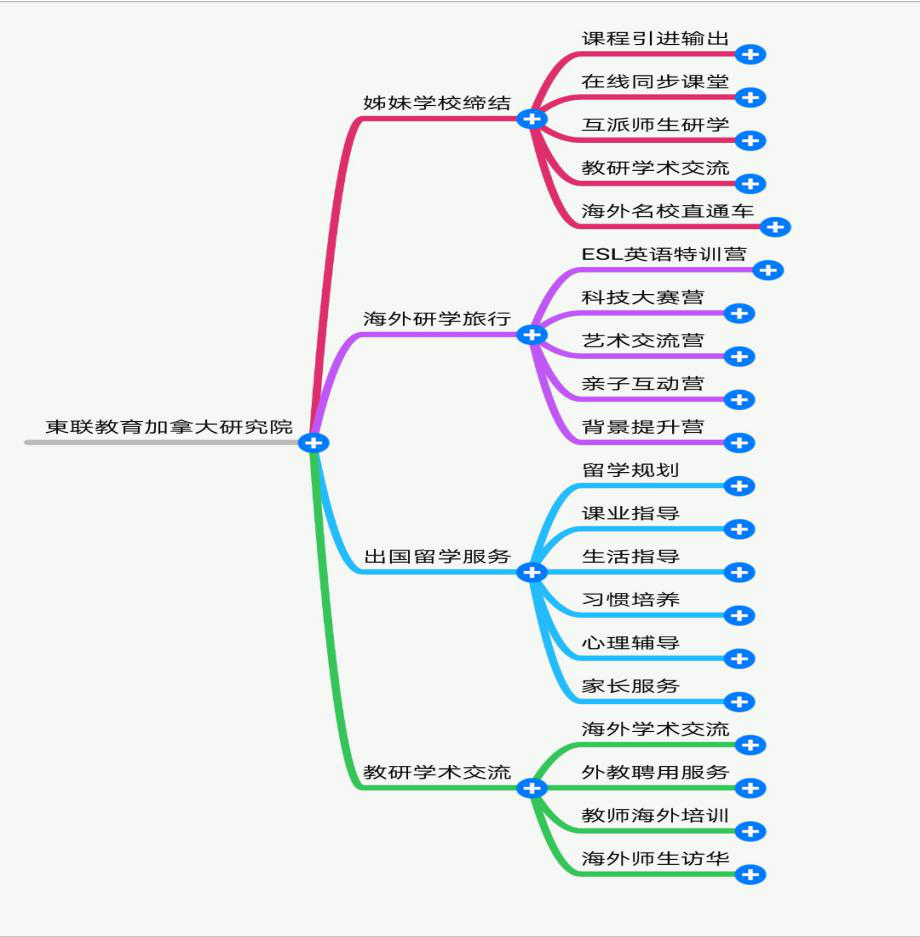 東联教育加拿大研究院
姊妹学校缔结
课程引进输出
在线同步课堂
互派师生研学
教研学术交流
海外名校直通车
海外研学旅行
ESL英语特训营
科技大赛营
艺术交流营
亲子互动营
背景提升营
出国留学服务
留学规划
课业指导
生活指导
习惯培养
心理辅导
家长服务
教研学术交流
海外学术交流
外教聘用服务
教师海外培训
海外师生访华